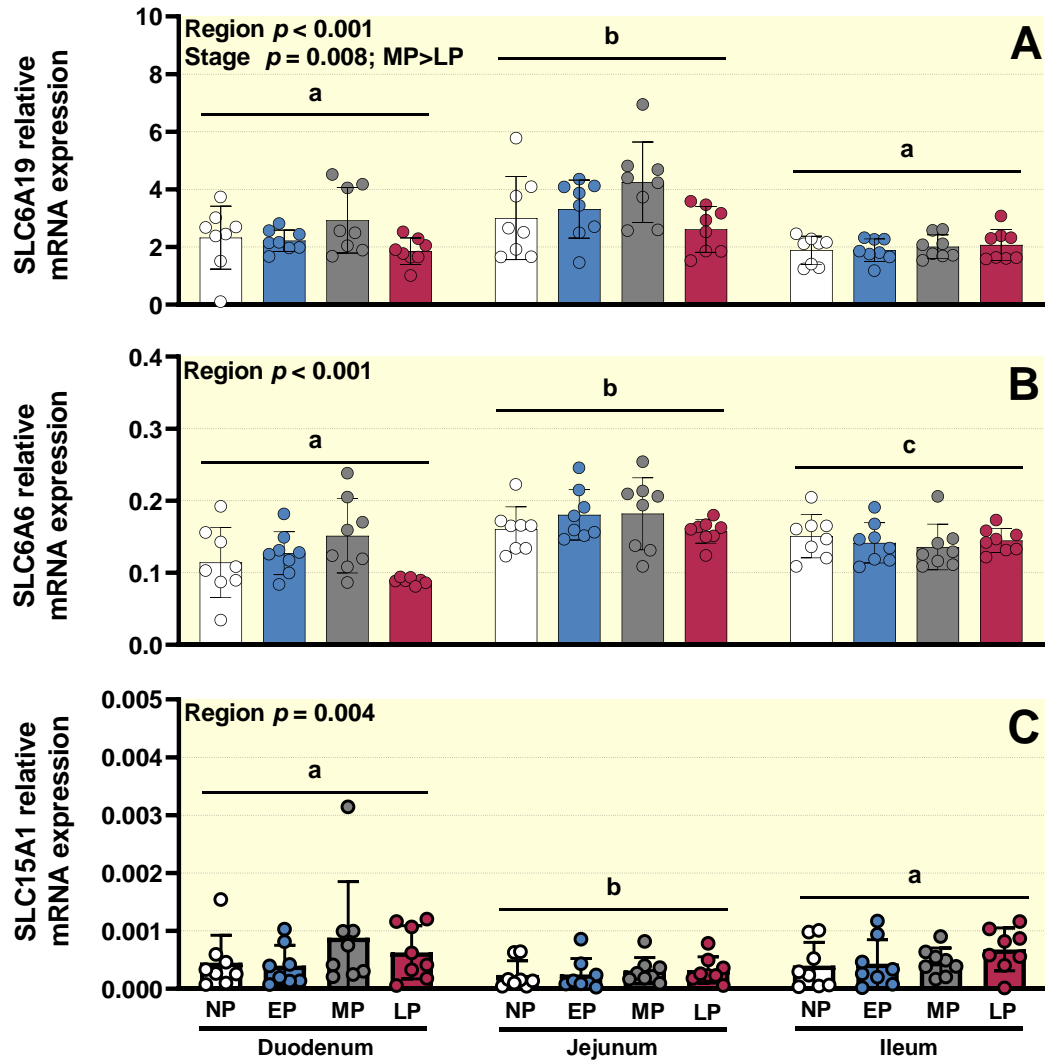 SLC6A19 relative
mRNA expression
10
8
6
4
2
0
Region p < 0.001
Stage p = 0.008; MP>LP
a
b
a
A
SLC6A6 relative
mRNA expression
0.4
0.3
0.2
0.1
0.0
Region p < 0.001
a
b
c
B
SLC15A1 relative
mRNA expression
0.005
0.004
0.003
0.002
0.001
0.000
Region p = 0.004
a
b
a
C
NP EP MP LP NP EP MP LP NP EP MP LP
Duodenum Jejunum Ileum